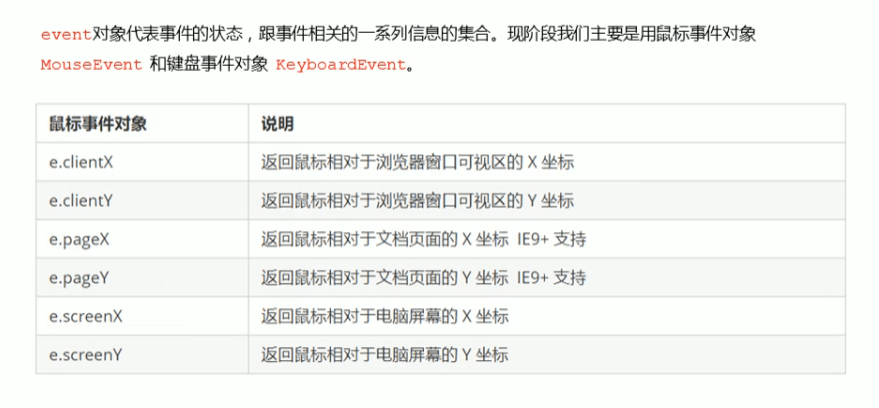 event对象代表事件的状态，跟事件相关的一系列信息的集合。现阶段我们主要是用鼠标事件对象
MouseEvent 和键盘事件对象 KeyboardEvent。
鼠标事件对象 说明
e.clientX 返回鼠标相对于浏览器窗口可视区的 X 坐标
e.clientY 返回鼠标相对于浏览器窗口可视区的 Y 坐标
e.pageX 返回鼠标相对于文档页面的 X 坐标 IE9+ 支持
e.pageY 返回鼠标相对于文档页面的 Y 坐标 IE9+ 支持
e.screenX 返回鼠标相对于电脑屏幕的 X 坐标
e.screenY 返回鼠标相对于电脑屏幕的 Y 坐标